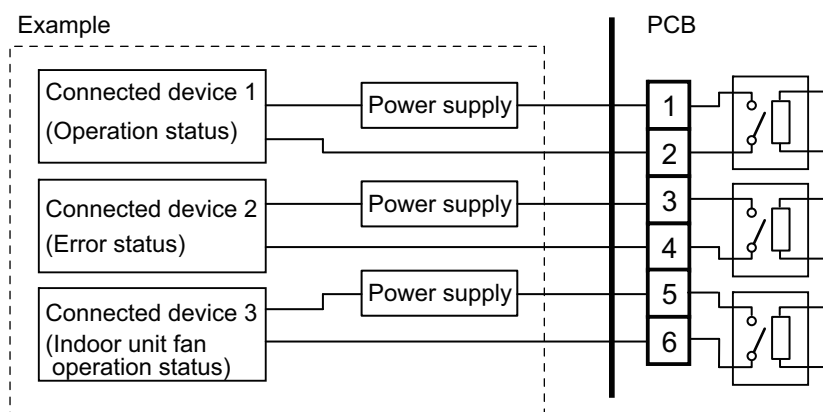 Example
PCB
Connected device 1
(Operation status)
Power supply
1
2
Connected device 2
(Error status)
Power supply
3
4
Connected device 3
(Indoor unit fan
operation status)
Power supply
5
6